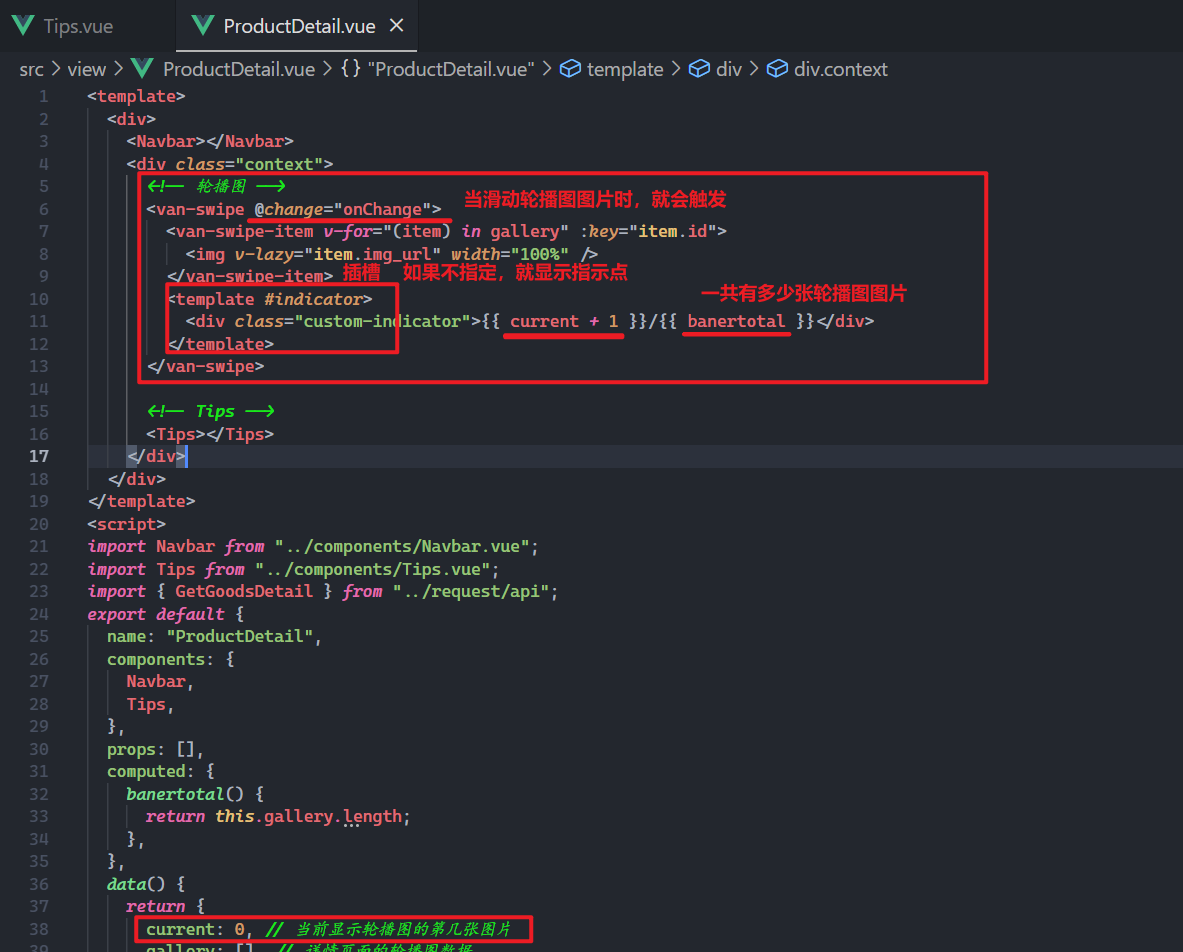 Tips.vue ProductDetail.vue
src > view > ProductDetail.vue > {} "ProductDetail.vue" > template > div > div.context
1 <template>
2 <div>
3 <Navbar></Navbar>
4 <div class="context">
5 <!-- 轮播图 -->
当滑动轮播图图片时，就会触发
6 <van-swipe @change="onChange">
7 <van-swipe-item v-for="(item) in gallery" :key="item.id">
8 <img v-lazy="item.img_url" width="100%" />
9 </van-swipe-item> 插槽 如果不指定，就显示指示点
一共有多少张轮播图图片
10 <template #indicator>
11 <div class="custom-indicator">{{ current + 1 }}/{{ banertotal }}</div>
12 </template>
13 </van-swipe>
14
15 <!-- Tips -->
16 <Tips></Tips>
17 </div>
18 </div>
19 </template>
20 <script>
21 import Navbar from "../components/Navbar.vue";
22 import Tips from "../components/Tips.vue";
23 import { GetGoodsDetail } from "../request/api";
24 export default {
25 name: "ProductDetail",
26 components: {
27 Navbar,
28 Tips,
29 },
30 props: [],
31 computed: {
32 banertotal() {
33 return this.gallery.length;
34 },
35 },
36 data() {
37 return {
38 current: 0, // 当前显示轮播图的第几张图片
39 gallery: [], // 详情页面的轮播图数据